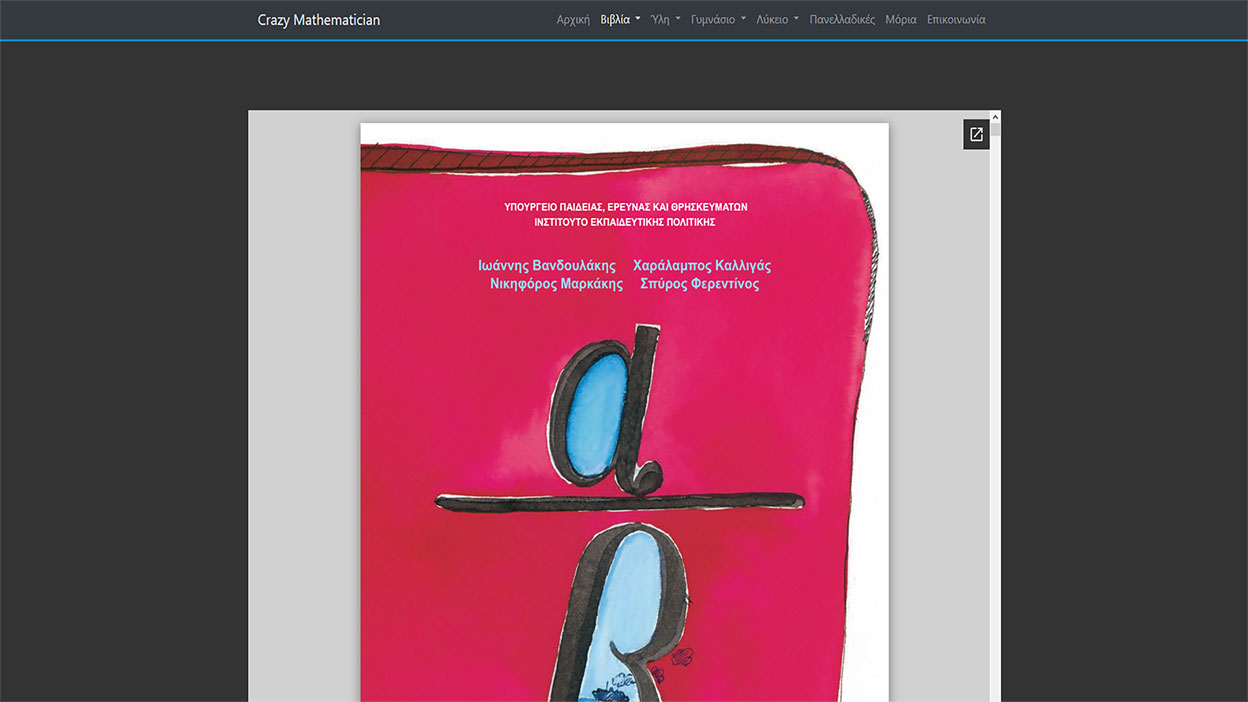 Crazy Mathematician
Αρχική Βιβλία Ύλη Γυμνάσιο Λύκειο Πανελλαδικές Μόρια Επικοινωνία
ΥΠΟΥΡΓΕΙΟ ΠΑΙΔΕΙΑΣ, ΕΡΕΥΝΑΣ ΚΑΙ ΘΡΗΣΚΕΥΜΑΤΩΝ
ΙΝΣΤΙΤΟΥΤΟ ΕΚΠΑΙΔΕΥΤΙΚΗΣ ΠΟΛΙΤΙΚΗΣ
Ιωάννης Βανδουλάκης Χαράλαμπος Καλλιγάς
Νικηφόρος Μαρκάκης Σπύρος Φερεντίνος
α
β